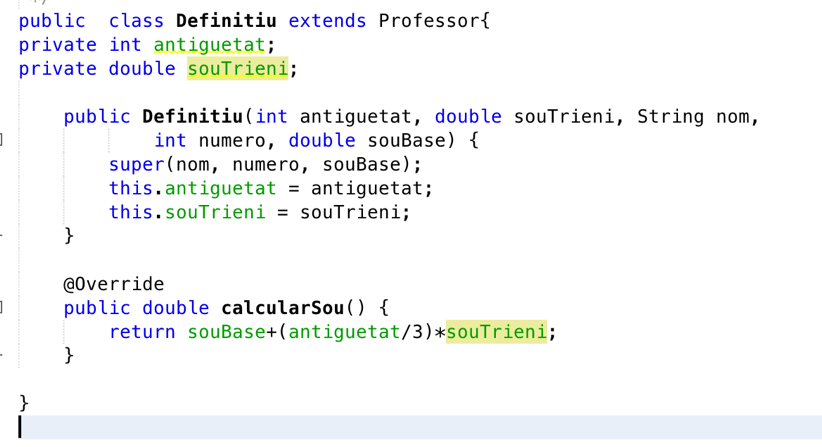 public  class Definitiu extends Professor{
private int antiguetat;
private double souTrieni;
public Definitiu(int antiguetat, double souTrieni, String nom,
int numero, double souBase) {
super(nom, numero, souBase);
this.antiguetat = antiguetat;
this.souTrieni = souTrieni;
}
@Override
public double calcularSou() {
return souBase+(antiguetat/3)*souTrieni;
}
}